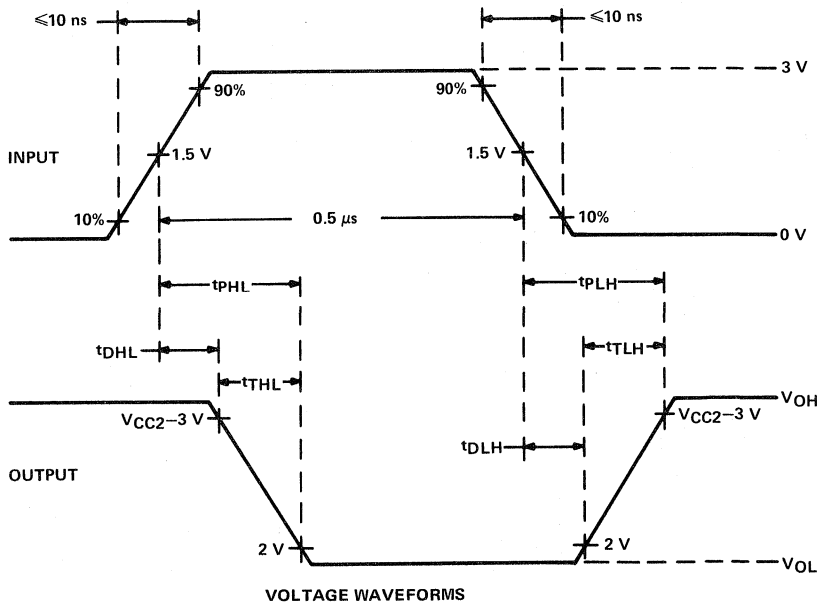 ≤10 ns
≤10 ns
3 V
90%
90%
INPUT
1.5 V
1.5 V
10%
0.5 μs
10%
0 V
tPHL
tPLH
tDHL
tTLH
tTHL
VOH
VCC2−3 V
VCC2−3 V
tDLH
OUTPUT
2 V
2 V
VOL
VOLTAGE WAVEFORMS